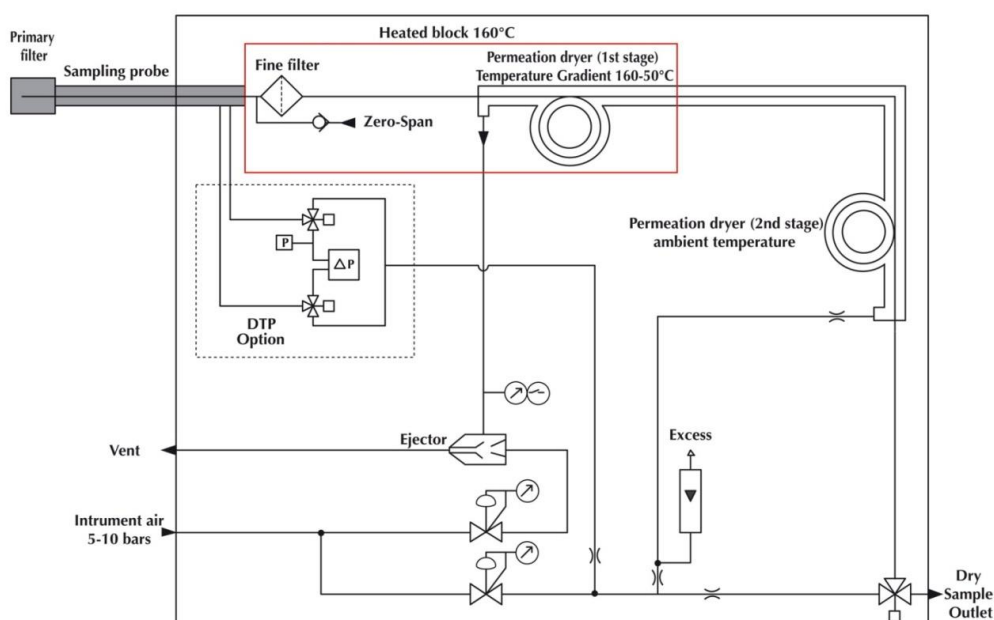 Heated block 160°C
Primary
filter
Sampling probe
Fine filter
Permeation dryer (1st stage)
Temperature Gradient 160-50°C
Zero-Span
Permeation dryer (2nd stage)
ambient temperature
P
△P
DTP
Option
Ejector
Excess
Vent
Intrument air
5-10 bars
Dry
Sample
Outlet